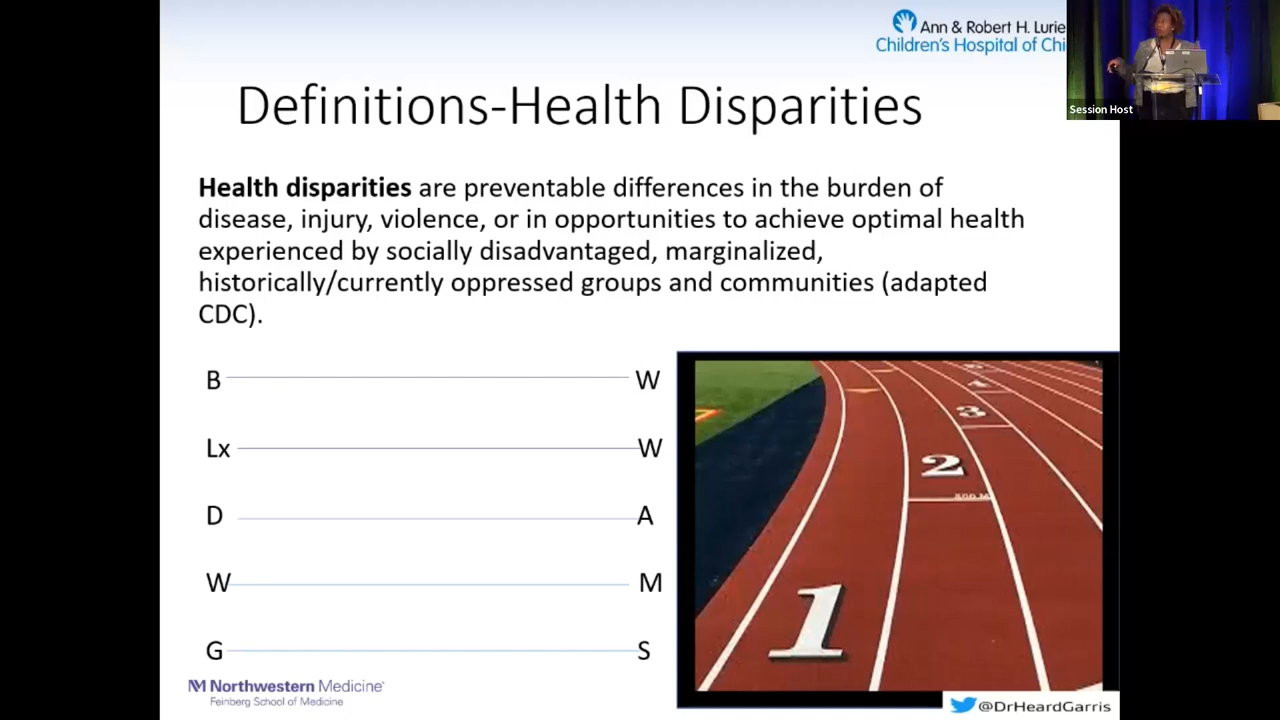 Ann & Robert H. Lurie
Children's Hospital of Chi
Session Host
Definitions-Health Disparities
Health disparities are preventable differences in the burden of
disease, injury, violence, or in opportunities to achieve optimal health
experienced by socially disadvantaged, marginalized,
historically/currently oppressed groups and communities (adapted
CDC).
B W
Lx W
D A
W M
G S
4
3
2
800 M
1
Northwestern Medicine
Feinberg School of Medicine
@DrHeardGarris